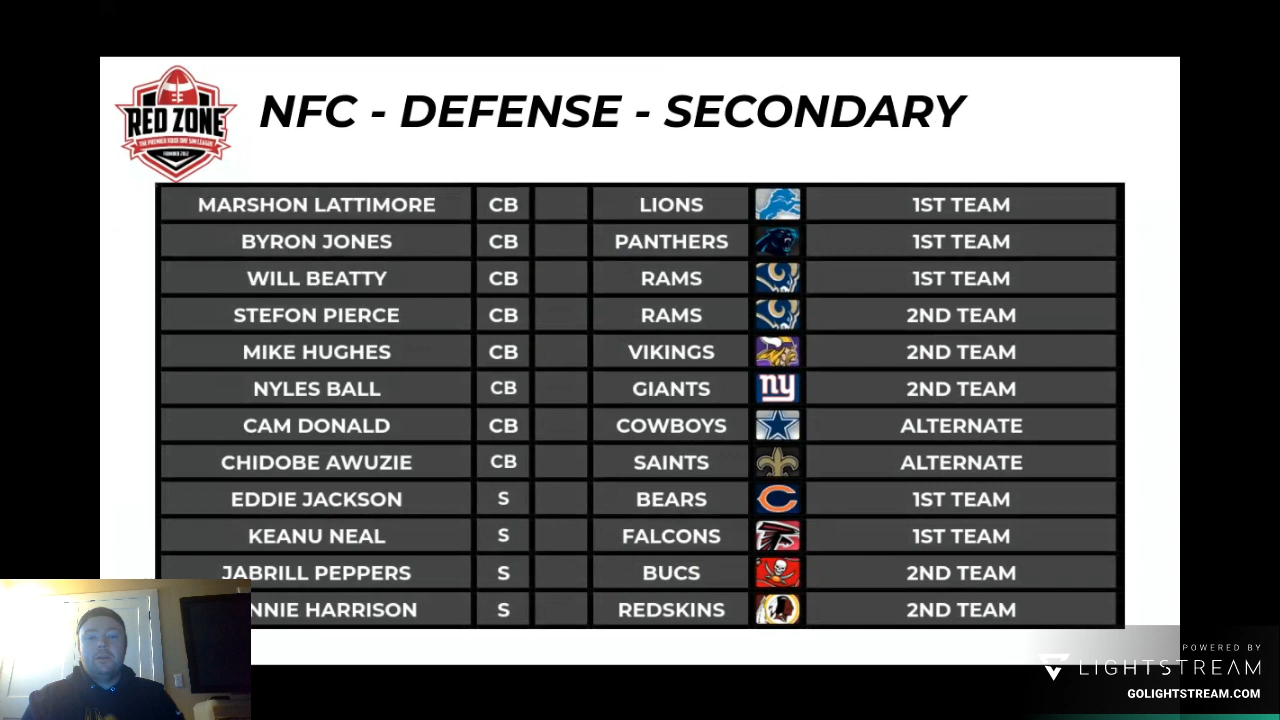 RED ZONE
NFC - DEFENSE - SECONDARY
MARSHON LATTIMORE CB LIONS 1ST TEAM
BYRON JONES CB PANTHERS 1ST TEAM
WILL BEATTY CB RAMS 1ST TEAM
STEFON PIERCE CB RAMS 2ND TEAM
MIKE HUGHES CB VIKINGS 2ND TEAM
NYLES BALL CB GIANTS ny 2ND TEAM
CAM DONALD CB COWBOYS ALTERNATE
CHIDOBE AWUZIE CB SAINTS ALTERNATE
EDDIE JACKSON S BEARS C 1ST TEAM
KEANU NEAL S FALCONS 1ST TEAM
JABRILL PEPPERS S BUCS 2ND TEAM
NNIE HARRISON S REDSKINS 2ND TEAM
POWERED BY
LIGHTSTREAM
GOLIGHTSTREAM.COM